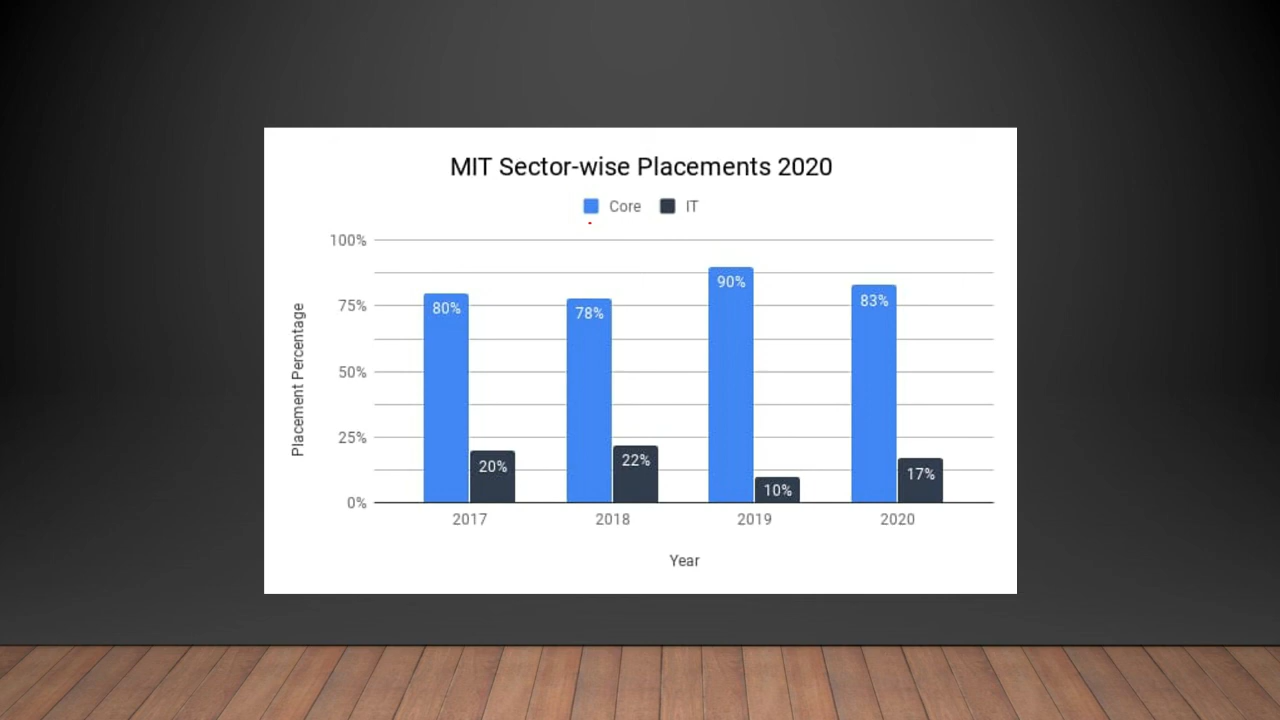 MIT Sector-wise Placements 2020
Core IT
100%
75%
50%
25%
0%
Placement Percentage
80% 20%
78% 22%
90% 10%
83% 17%
2017 2018 2019 2020
Year